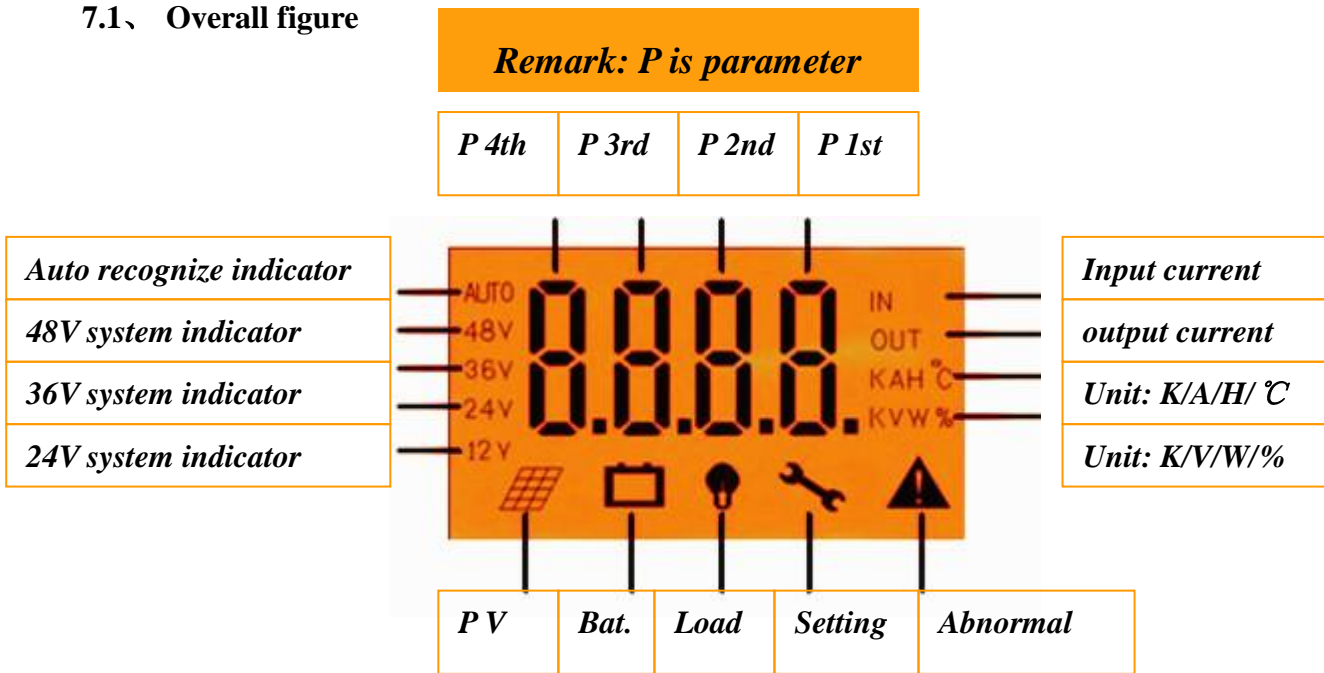 7.1、 Overall figure
Remark: P is parameter
P 4th P 3rd P 2nd P 1st
Auto recognize indicator
48V system indicator
36V system indicator
24V system indicator
AUTO
48V
36V
24V
12V
8.8.8.8.
IN
OUT
KAH℃
KVW%
Input current
output current
Unit: K/A/H/ ℃
Unit: K/V/W/%
P V Bat. Load Setting Abnormal